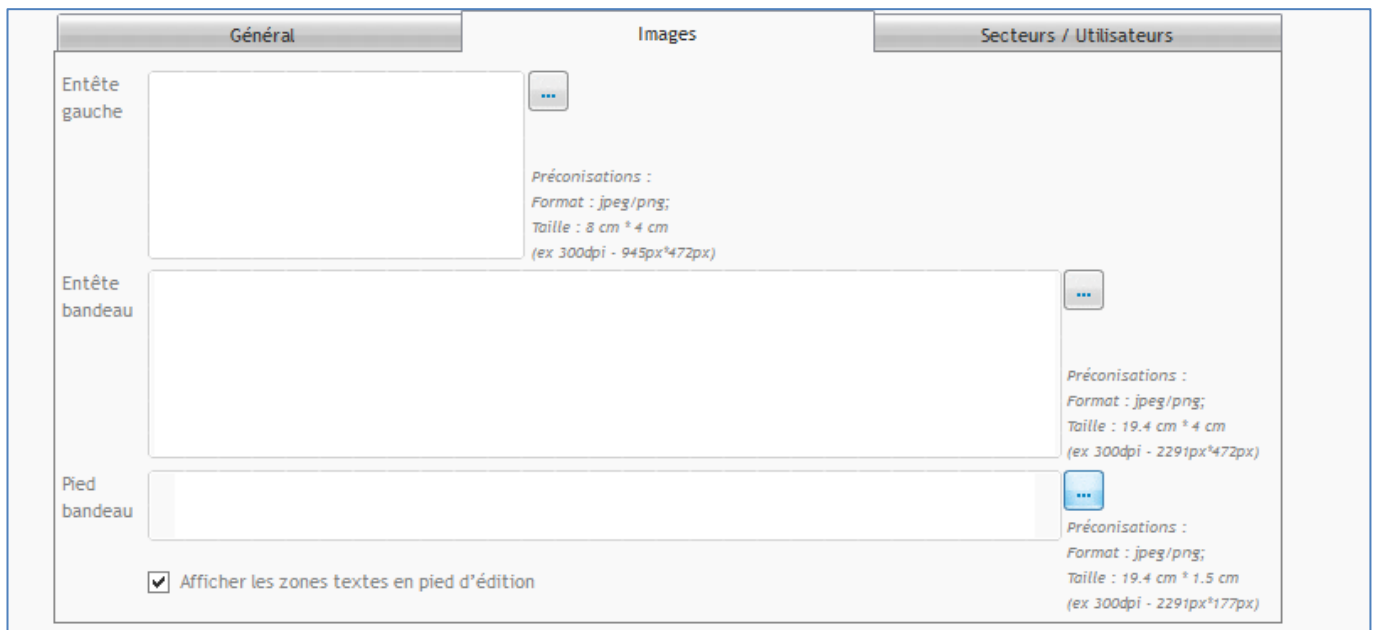 Général
Images
Secteurs / Utilisateurs
Entête
gauche
...
Préconisations :
Format : jpeg/png;
Taille : 8 cm * 4 cm
(ex 300dpi - 945px*472px)
Entête
bandeau
...
Préconisations :
Format : jpeg/png;
Taille : 19.4 cm * 4 cm
(ex 300dpi - 2291px*472px)
Pied
bandeau
...
Préconisations :
Format : jpeg/png;
Taille : 19.4 cm * 1.5 cm
(ex 300dpi - 2291px*177px)
Afficher les zones textes en pied d’édition